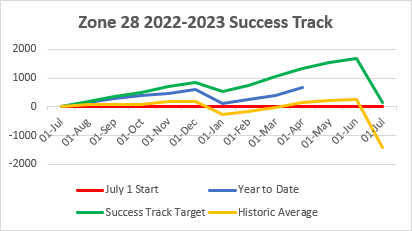 Zone 28 2022-2023 Success Track
2000
1000
0
-1000
-2000
01-Jul
01-Aug
01-Sep
01-Oct
01-Nov
01-Dec
01-Jan
01-Feb
01-Mar
01-Apr
01-May
01-Jun
01-Jul
July 1 Start
Year to Date
Success Track Target
Historic Average